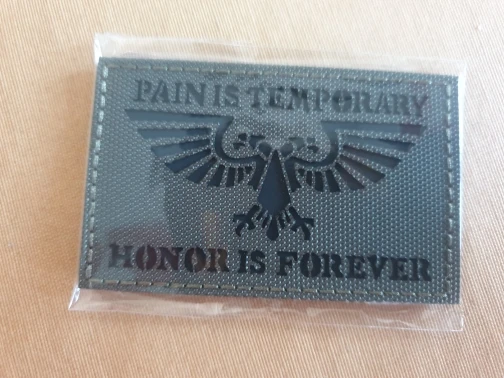 PAIN IS TEMPORARY
HONOR IS FOREVER